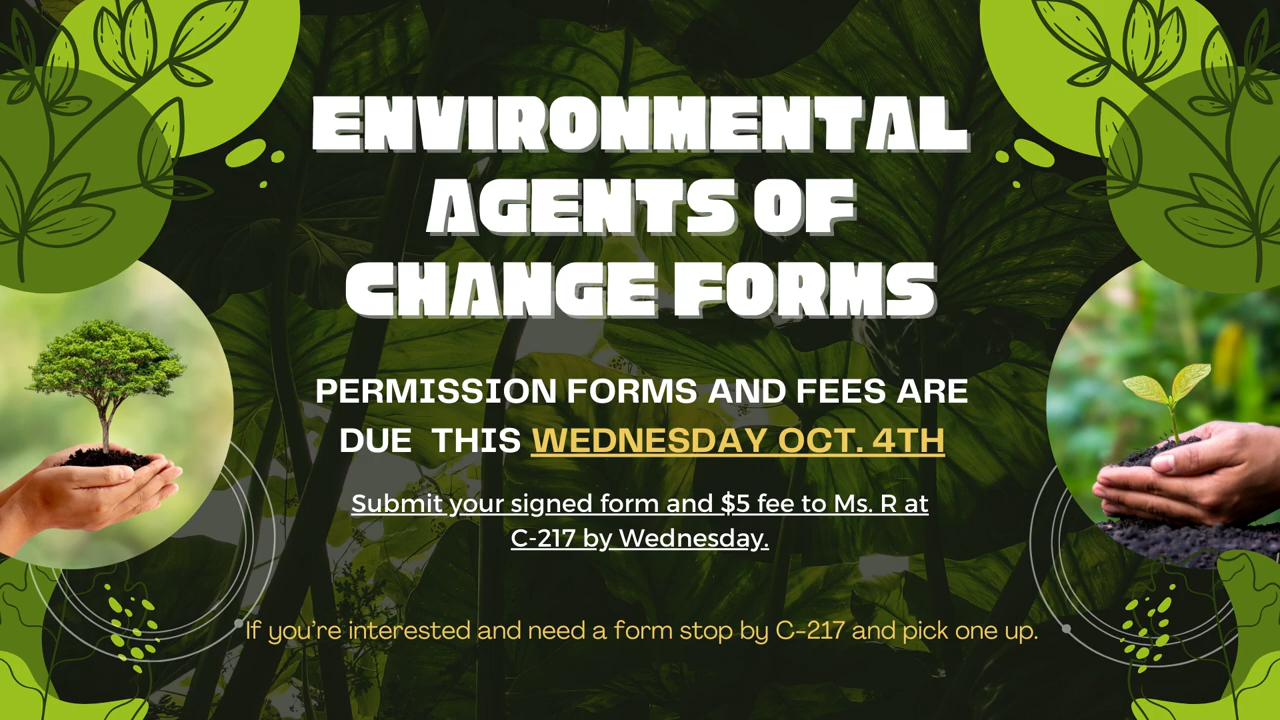 ENVIRONMENTAL
AGENTS OF
CHANGE FORMS
PERMISSION FORMS AND FEES ARE
DUE THIS WEDNESDAY OCT. 4TH
Submit your signed form and $5 fee to Ms. R at
C-217 by Wednesday.
If you're interested and need a form stop by C-217 and pick one up.